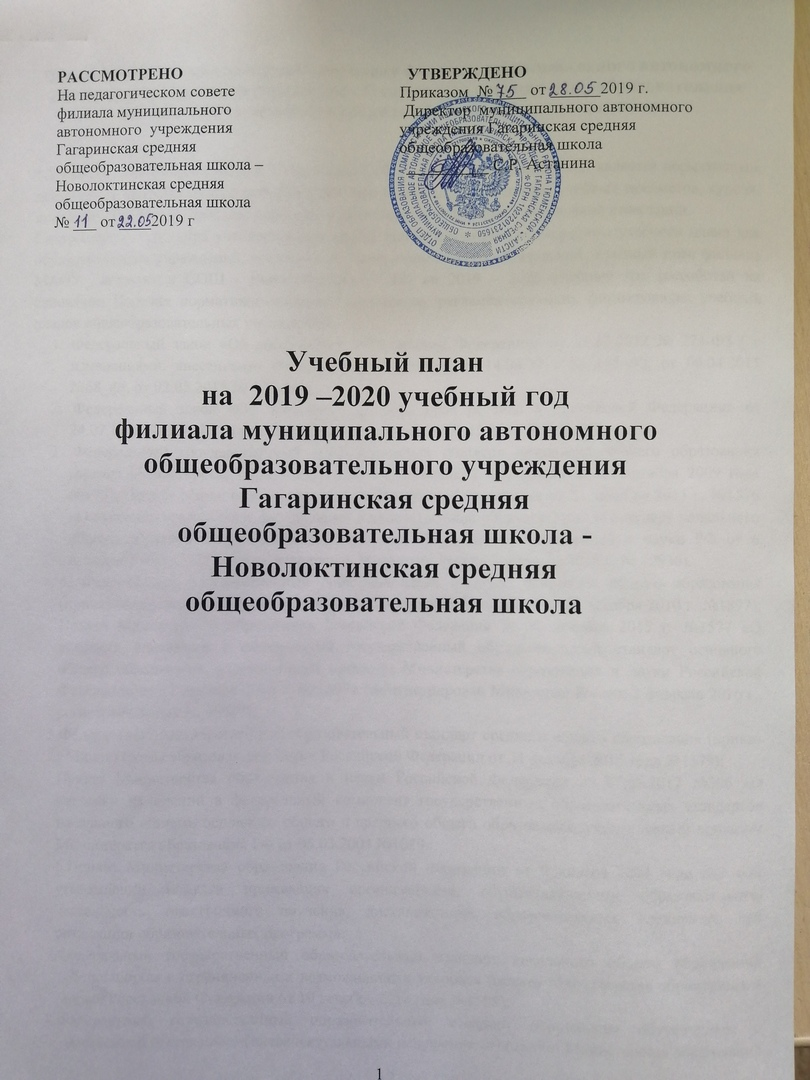 РАССМОТРЕНО
На педагогическом совете
филиала муниципального
автономного учреждения
Гагаринская средняя
общеобразовательная школа –
Новолоктинская средняя
общеобразовательная школа
№ 11 от 22.05 2019 г
УТВЕРЖДЕНО
Приказом № 75 от 28.05 2019 г.
Директор муниципального автономного
учреждения Гагаринская средняя
общеобразовательная школа
С.Р. Астанина
Учебный план
на 2019 –2020 учебный год
филиала муниципального автономного
общеобразовательного учреждения
Гагаринская средняя
общеобразовательная школа -
Новолоктинская средняя
общеобразовательная школа
1